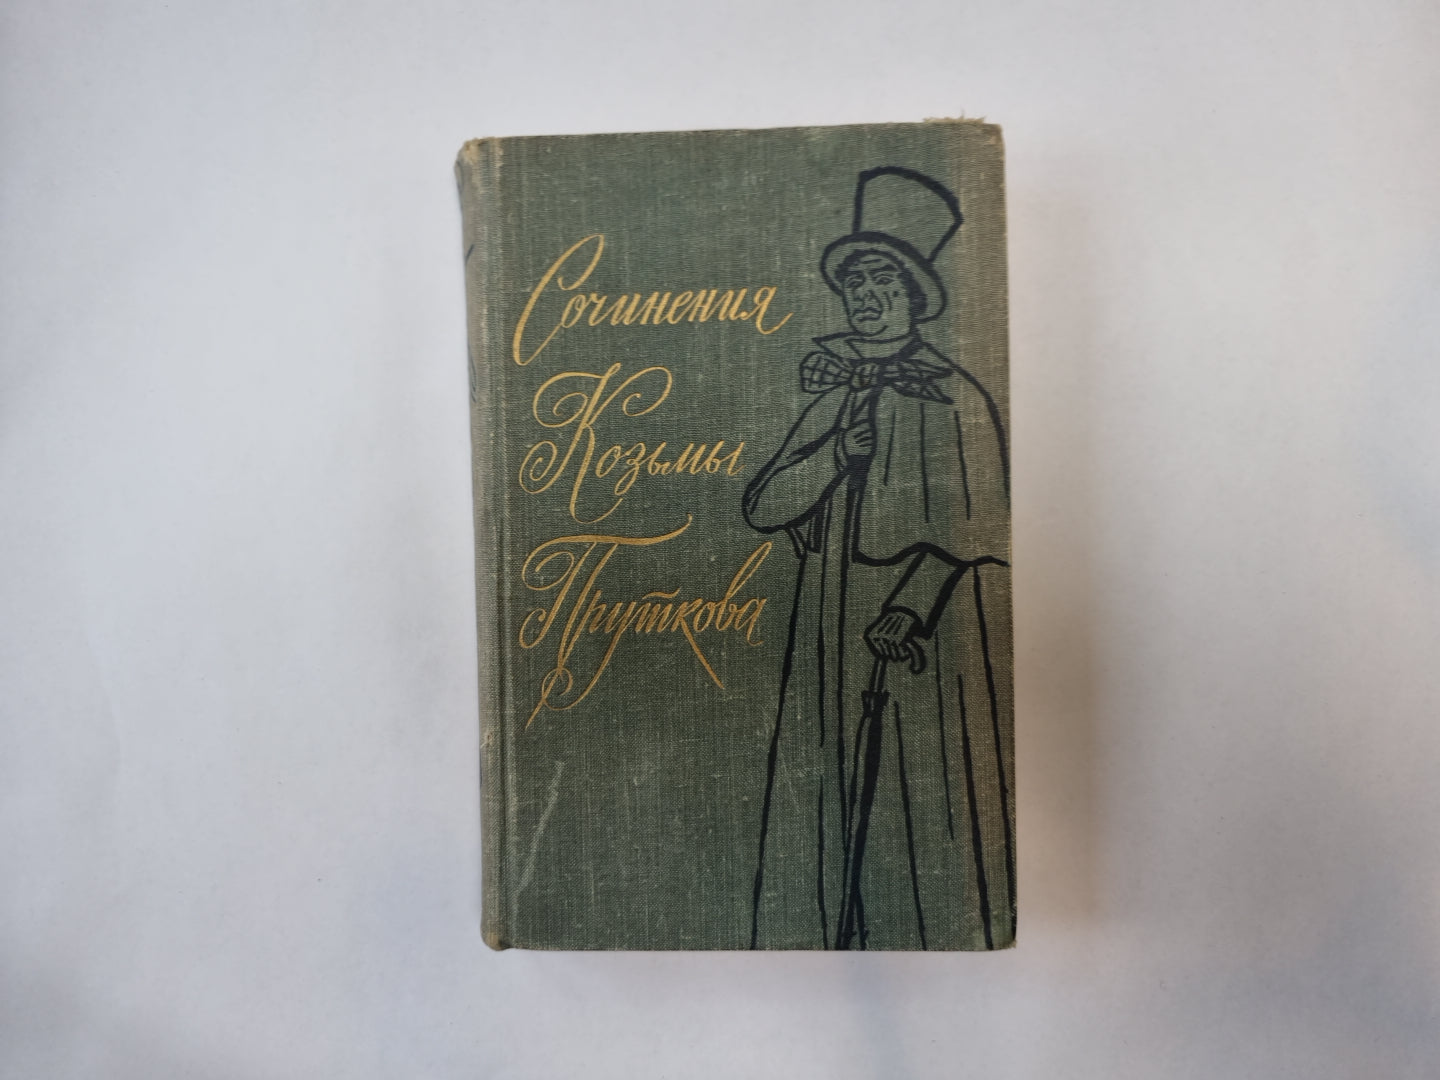 Сочинения
Козьмы
Пруткова